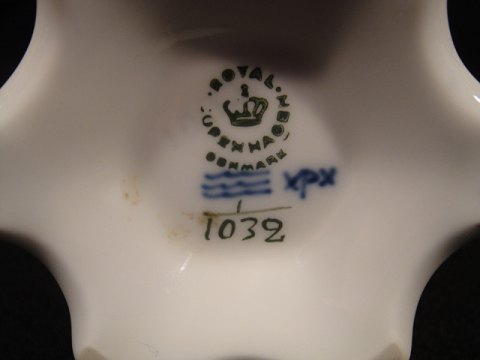 ROYAL COPENHAGEN
DENMARK
xpx
1
1032